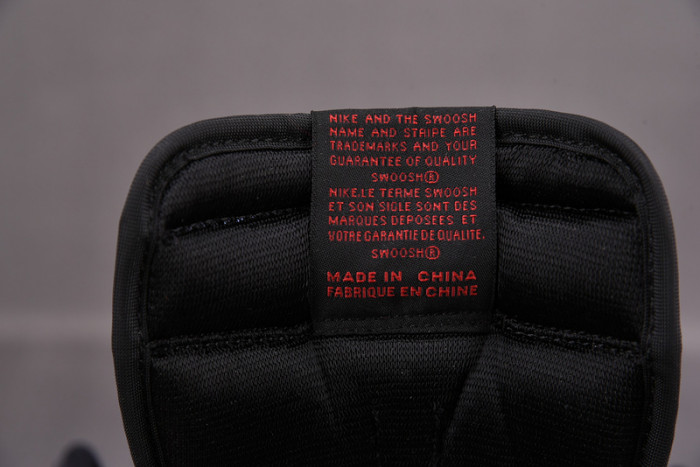 NIKE AND THE SWOOSH
NAME AND STRIPE ARE
TRADEMARKS AND YOUR
GUARANTEE OF QUALITY
SWOOSH®
NIKE.LE TERME SWOOSH
ET SON SIGLE SONT DES
MARQUES DEPOSEES ET
VOTRE GARANTIE DE QUALITE.
SWOOSH®
MADE IN CHINA
FABRIQUE EN CHINE